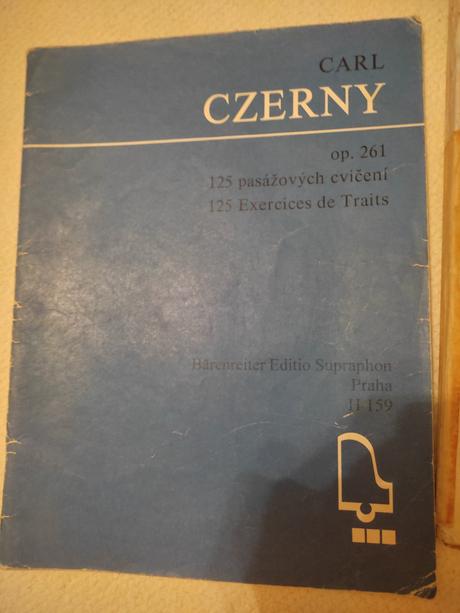 CARL
CZERNY
op. 261
125 pasážových cvičení
125 Exercices de Traits
Bärenreiter Editio Supraphon
Praha
H 159